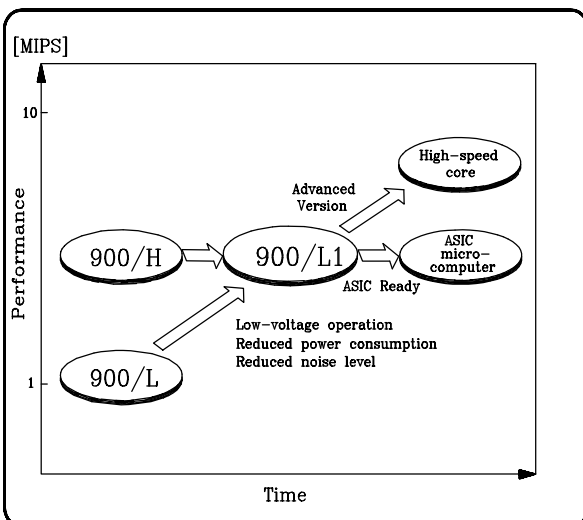 [MIPS]
10
High-speed
core
Advanced
Version
Performance
900/H
900/L1
ASIC
micro-
computer
ASIC Ready
Low-voltage operation
Reduced power consumption
Reduced noise level
1
900/L
Time